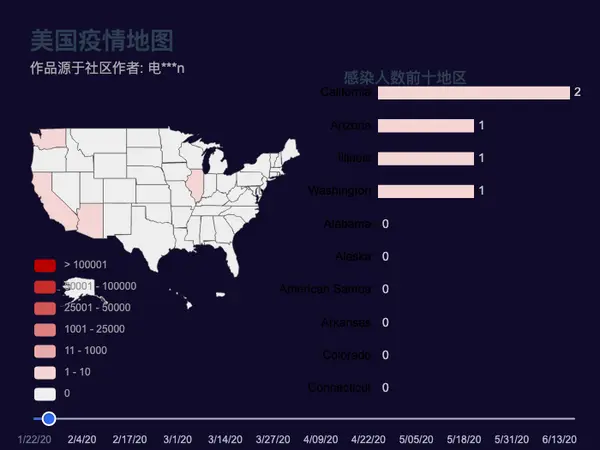 美国疫情地图
作品源于社区作者: 电***n
感染人数前十地区
California 2
Arizona 1
Illinois 1
Washington 1
Alabama 0
Alaska 0
American Samoa 0
Arkansas 0
Colorado 0
Connecticut 0
> 100001
50001 - 100000
25001 - 50000
1001 - 25000
11 - 1000
1 - 10
0
1/22/20 2/4/20 2/17/20 3/1/20 3/14/20 3/27/20 4/09/20 4/22/20 5/05/20 5/18/20 5/31/20 6/13/20